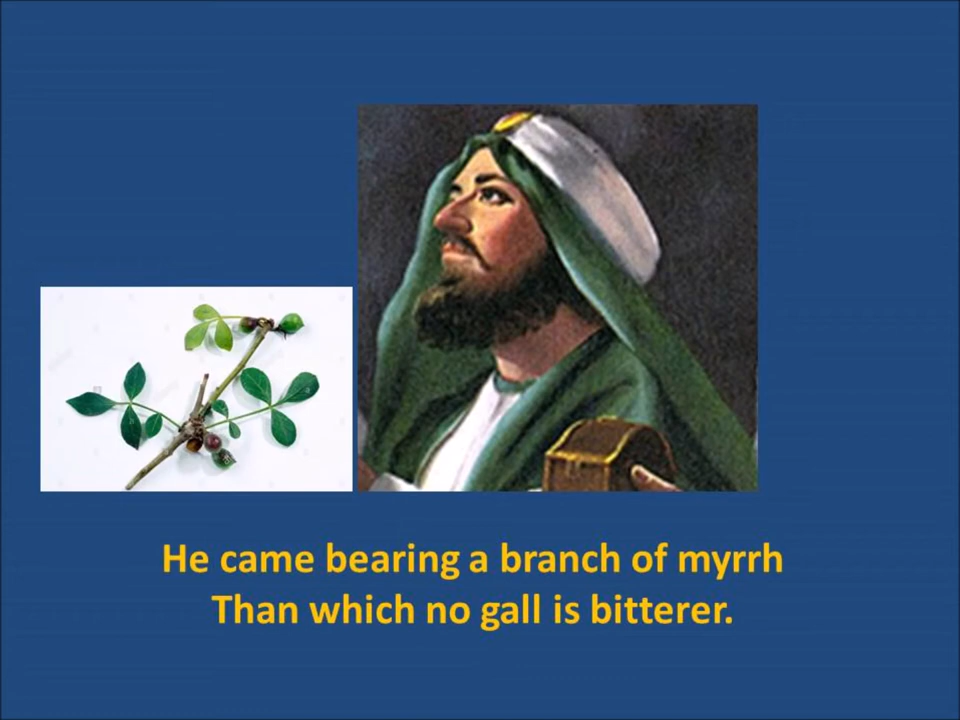 He came bearing a branch of myrrh
Than which no gall is bitterer.